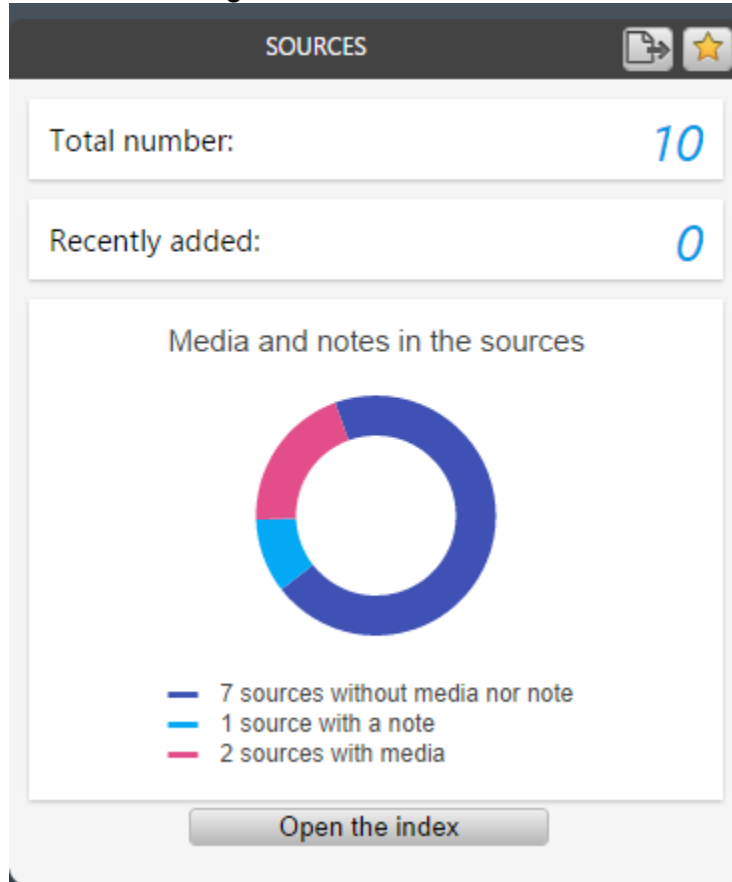 SOURCES
Total number: 10
Recently added: 0
Media and notes in the sources
7 sources without media nor note
1 source with a note
2 sources with media
Open the index